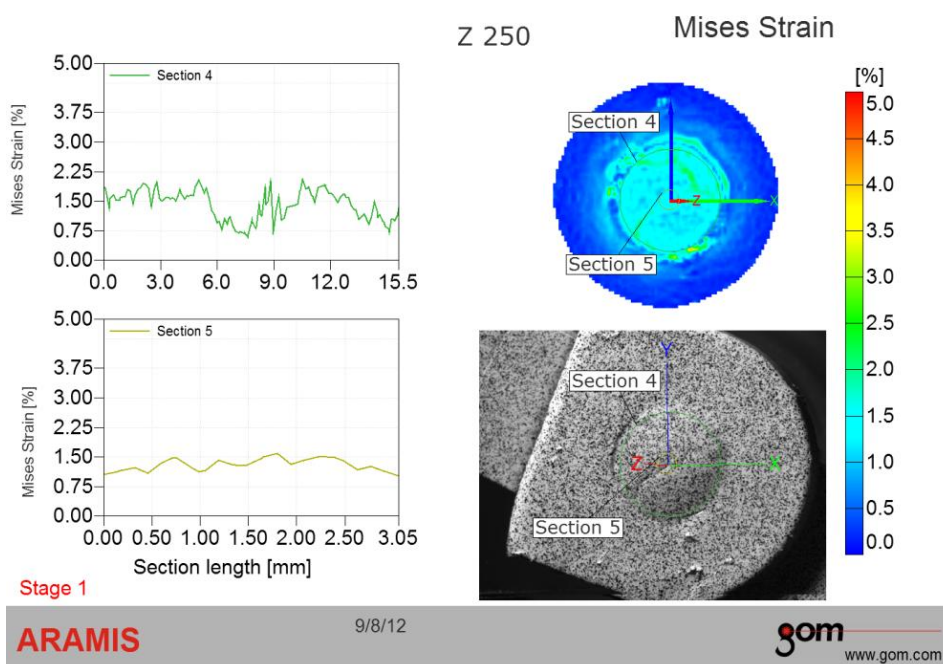 Z 250
Mises Strain
Mises Strain [%]
5.00
3.75
3.00
2.25
1.50
0.75
0.00
Section 4
0.0
3.0
6.0
9.0
12.0
15.5
Mises Strain [%]
5.00
3.75
3.00
2.25
1.50
0.75
0.00
Section 5
0.00
0.50
1.00
1.50
2.00
2.50
3.05
Section length [mm]
Section 4
Z
X
Section 5
[%]
5.0
4.5
4.0
3.5
3.0
2.5
2.0
1.5
1.0
0.5
0.0
Y
Section 4
Z
X
Section 5
Stage 1
ARAMIS
9/8/12
gom
www.gom.com